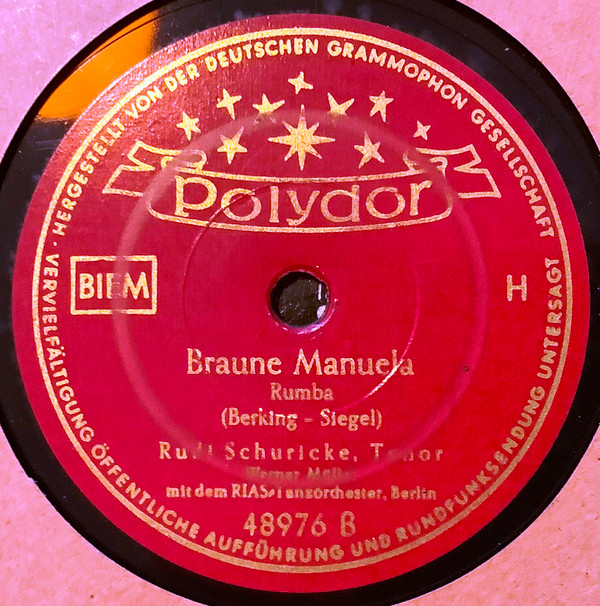 HERGESTELLT VON DER DEUTSCHEN GRAMMOPHON GESELLSCHAFT
Polydor
BIEM
H
Braune Manuela
Rumba
(Berking - Siegel)
Rudi Schuricke, Tenor
Werner Müller
mit dem RIAS-Tanzorchester, Berlin
48976 B
VERVIELFÄLTIGUNG ÖFFENTLICHE AUFFÜHRUNG UND RUNDFUNKSENDUNG UNTERSAGT